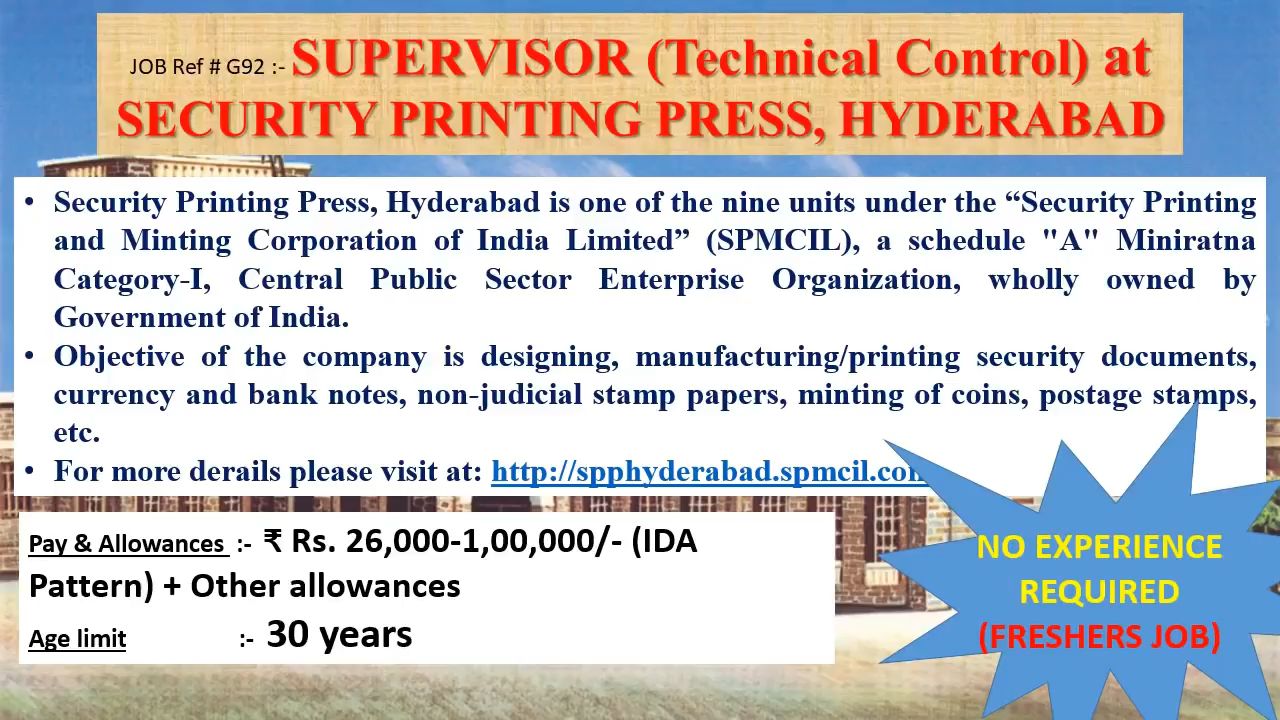 JOB Ref # G92 :- SUPERVISOR (Technical Control) at
SECURITY PRINTING PRESS, HYDERABAD
• Security Printing Press, Hyderabad is one of the nine units under the “Security Printing
and Minting Corporation of India Limited” (SPMCIL), a schedule "A" Miniratna
Category-I, Central Public Sector Enterprise Organization, wholly owned by
Government of India.
• Objective of the company is designing, manufacturing/printing security documents,
currency and bank notes, non-judicial stamp papers, minting of coins, postage stamps,
etc.
• For more derails please visit at: http://spphyderabad.spmcil.com
Pay & Allowances :- ₹ Rs. 26,000-1,00,000/- (IDA
Pattern) + Other allowances
Age limit :- 30 years
NO EXPERIENCE
REQUIRED
(FRESHERS JOB)